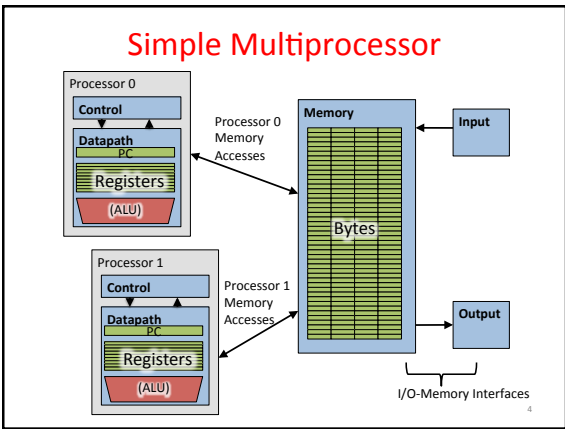 Simple Multiprocessor
Processor 0
Control
Datapath
PC
Registers
(ALU)
Processor 0
Memory
Accesses
Memory
Bytes
Input
Processor 1
Control
Datapath
PC
Registers
(ALU)
Processor 1
Memory
Accesses
Output
I/O-Memory Interfaces
4